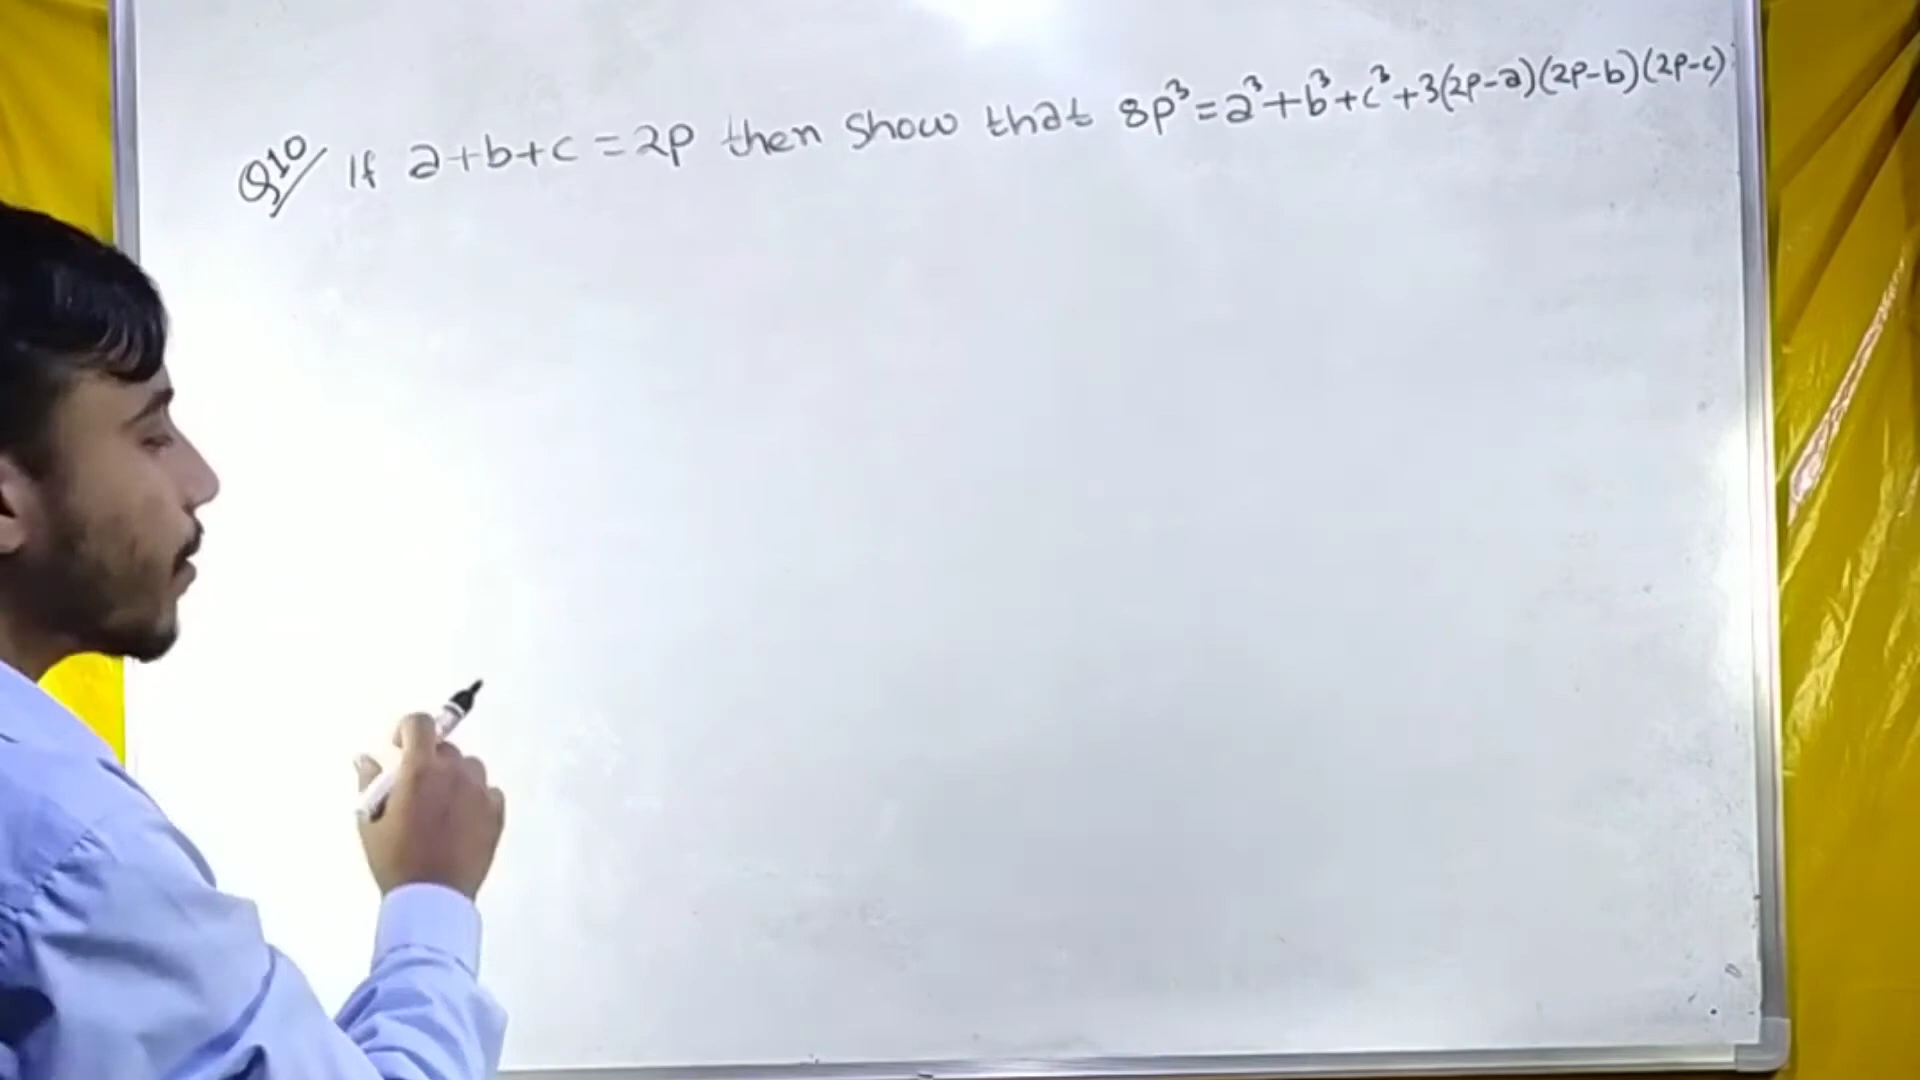 Q10 If a+b+c = 2p then show that 8p³ = a³+b³+c³+3(2p-a)(2p-b)(2p-c)